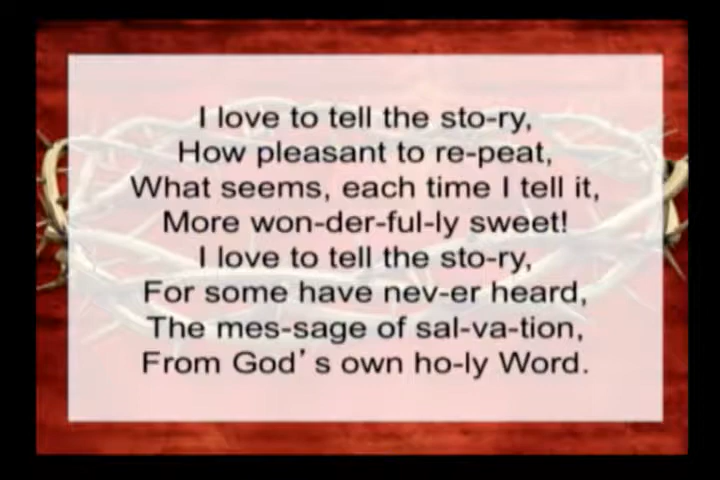 I love to tell the sto-ry,
How pleasant to re-peat,
What seems, each time I tell it,
More won-der-ful-ly sweet!
I love to tell the sto-ry,
For some have nev-er heard,
The mes-sage of sal-va-tion,
From God's own ho-ly Word.